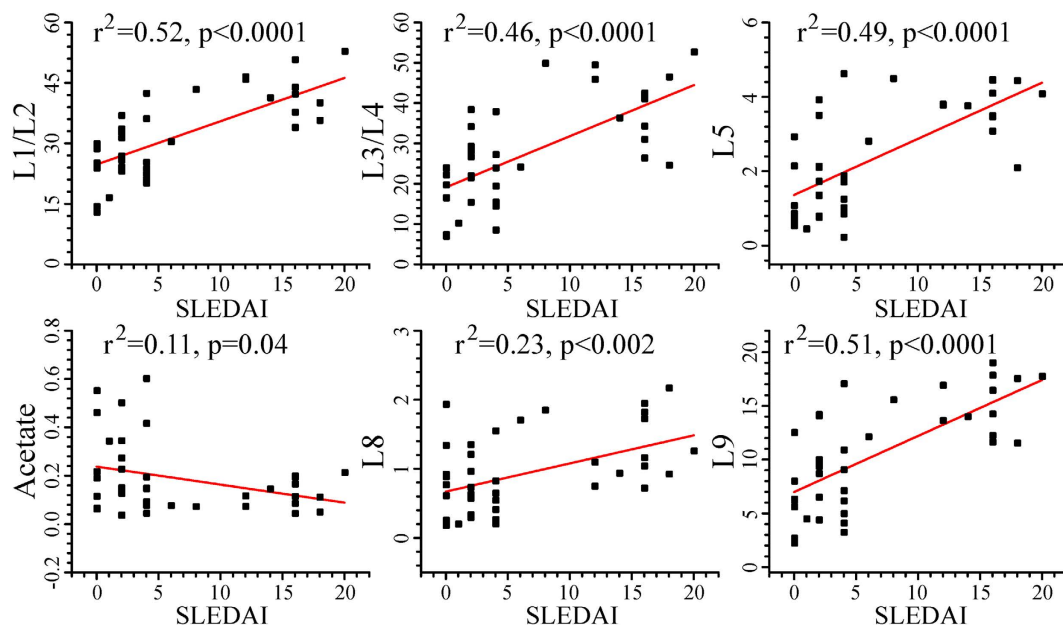 r²=0.52, p<0.0001
L1/L2
60
45
30
15
0
0 5 10 15 20
SLEDAI
r²=0.46, p<0.0001
L3/L4
60
50
40
30
20
10
0
0 5 10 15 20
SLEDAI
r²=0.49, p<0.0001
L5
6
4
2
0
0 5 10 15 20
SLEDAI
r²=0.11, p=0.04
Acetate
0.8
0.6
0.4
0.2
0.0
-0.2
0 5 10 15 20
SLEDAI
r²=0.23, p<0.002
L8
3
2
1
0
0 5 10 15 20
SLEDAI
r²=0.51, p<0.0001
L9
20
15
10
5
0
0 5 10 15 20
SLEDAI